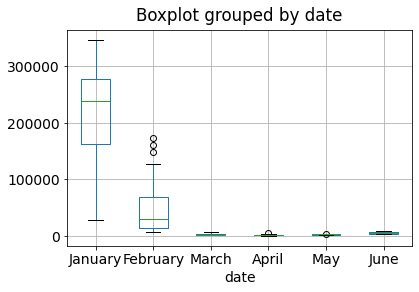 Boxplot grouped by date
300000
200000
100000
0
January February March April May June
date